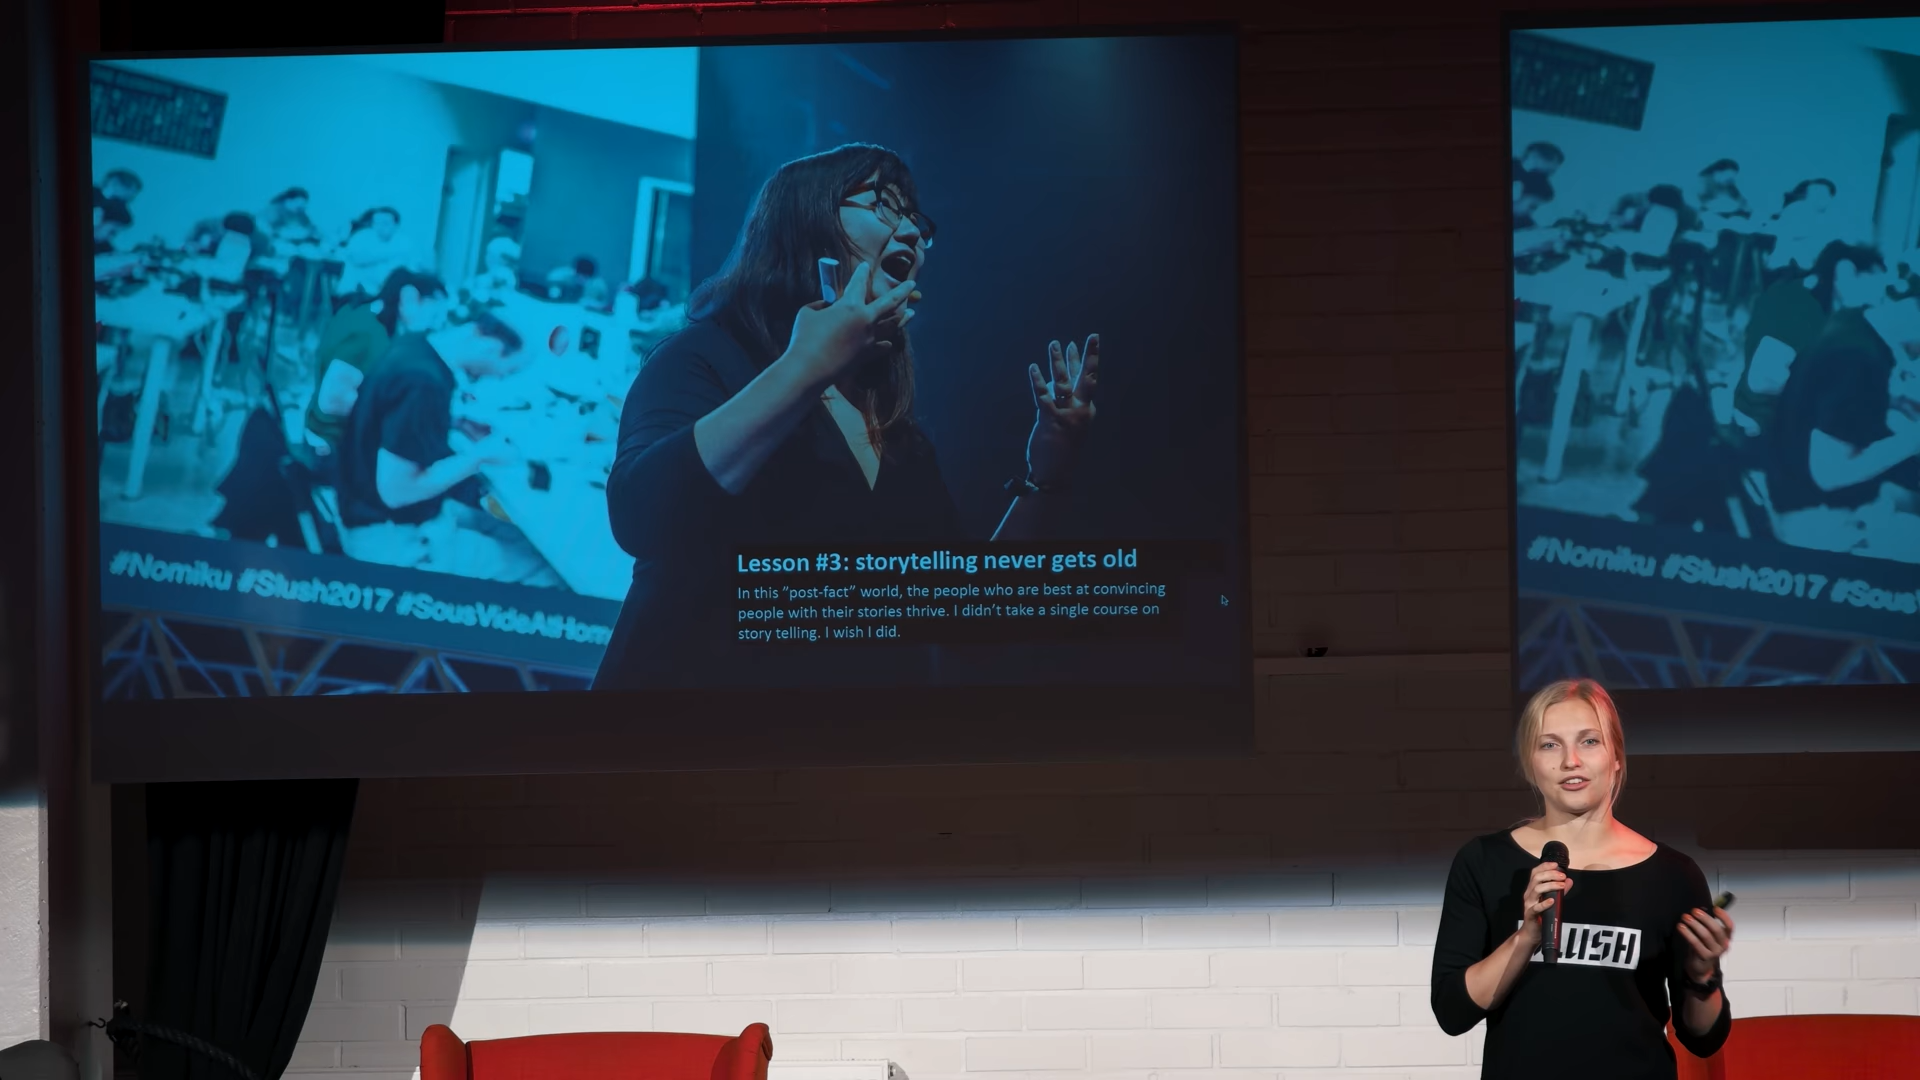 #Nomiku #Slush2017 #SousVideAtHom
Lesson #3: storytelling never gets old
In this ”post-fact” world, the people who are best at convincing
people with their stories thrive. I didn’t take a single course on
story telling. I wish I did.
#Nomiku #Slush2017 #Sous
LUSH